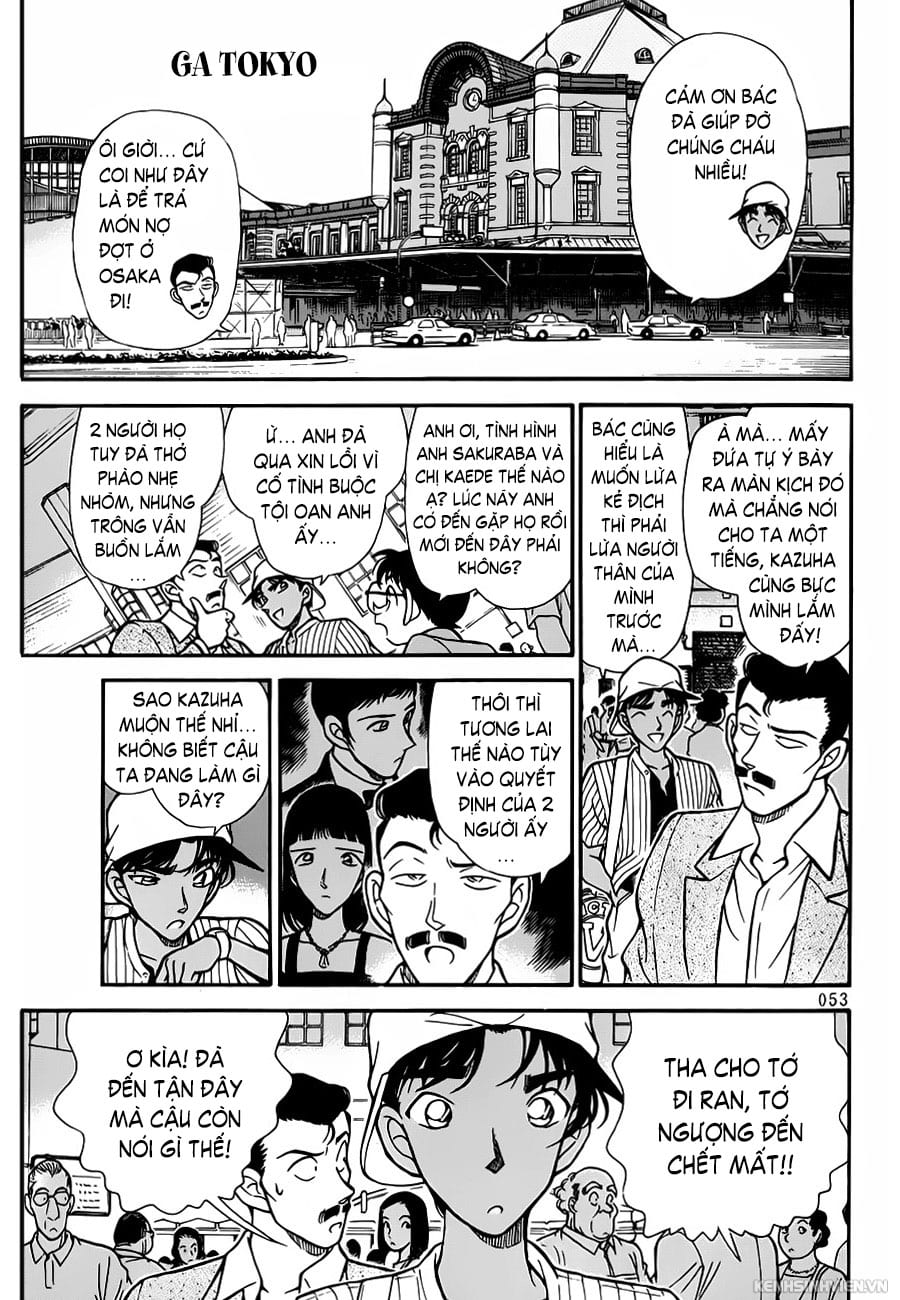 GA TOKYO
CẢM ƠN BÁC
ĐÃ GIÚP ĐỠ
CHÚNG CHÁU
NHIỀU!
ÔI GIỜI... CỨ
COI NHƯ ĐÂY
LÀ ĐỂ TRẢ
MÓN NỢ
ĐỢT Ở
OSAKA
ĐI!
À MÀ... MẤY
ĐỨA TỰ Ý BÀY
RA MÀN KỊCH ĐÓ
MÀ CHẲNG NÓI
CHO TA MỘT
TIẾNG, KAZUHA
CŨNG BỰC
MÌNH LẮM
ĐẤY!
BÁC CŨNG
HIỂU LÀ
MUỐN LỪA
KẺ ĐỊCH
THÌ PHẢI
LỪA NGƯỜI
THÂN CỦA
MÌNH
TRƯỚC
MÀ...
ANH ƠI, TÌNH HÌNH
ANH SAKURABA VÀ
CHỊ KAEDE THẾ NÀO
Ạ? LÚC NÀY ANH
CÓ ĐẾN GẶP HỌ RỒI
MỚI ĐẾN ĐÂY PHẢI
KHÔNG?
Ừ... ANH ĐÃ
QUA XIN LỖI VÌ
CỐ TÌNH BUỘC
TỘI OAN ANH
ẤY...
2 NGƯỜI HỌ
TUY ĐÃ THỞ
PHÀO NHẸ
NHÕM, NHƯNG
TRÔNG VẪN
BUỒN LẮM
...
THÔI THÌ
TƯƠNG LAI
THẾ NÀO TÙY
VÀO QUYẾT
ĐỊNH CỦA 2
NGƯỜI ẤY
...
SAO KAZUHA
MUỘN THẾ NHỈ...
KHÔNG BIẾT CẬU
TA ĐANG LÀM GÌ
ĐÂY?
053
THA CHO TỚ
ĐI RAN, TỚ
NGƯỢNG ĐẾN
CHẾT MẤT!!
Ơ KÌA! ĐÃ
ĐẾN TẬN ĐÂY
MÀ CẬU CÒN
NÓI GÌ THẾ!
KENHSINHVIEN.VN